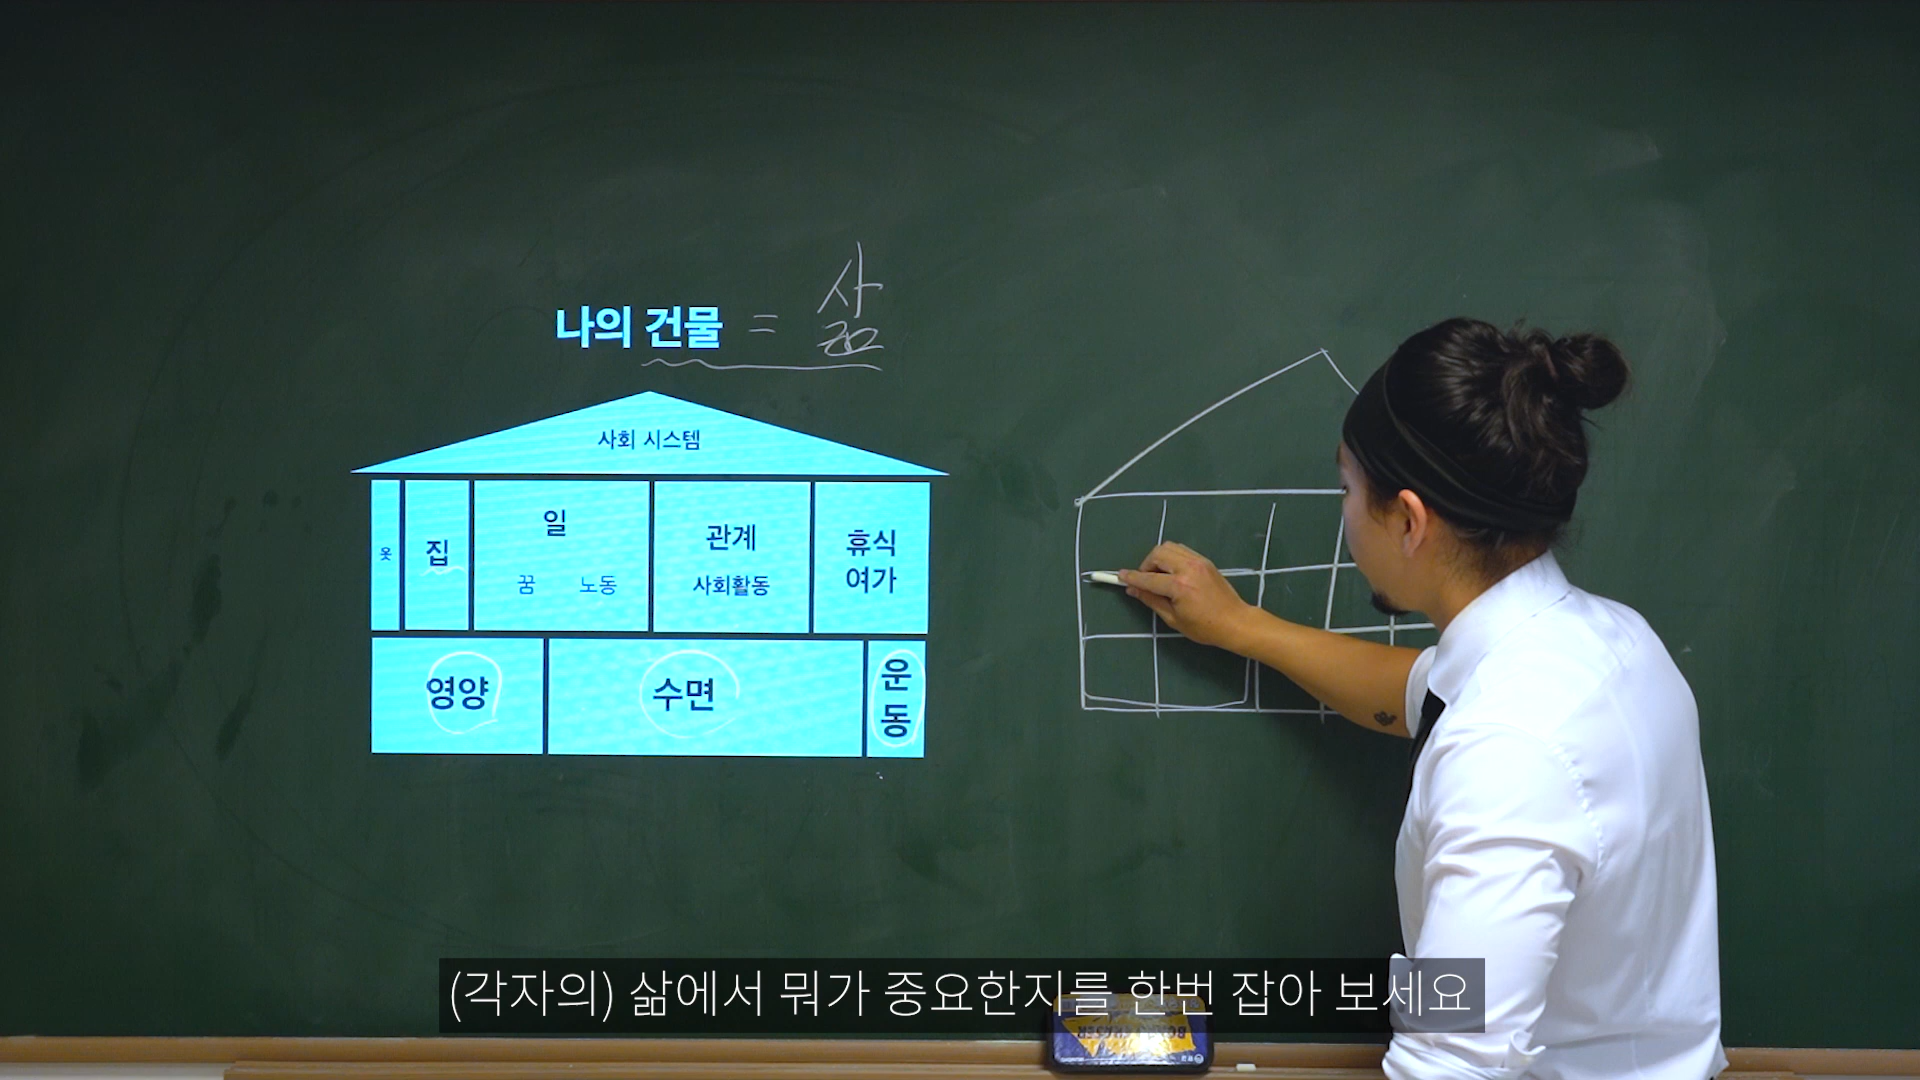 나의 건물 = 삶
사회 시스템
옷
집
일
꿈 노동
관계
사회활동
휴식
여가
영양
수면
운
동
(각자의) 삶에서 뭐가 중요한지를 한번 잡아 보세요